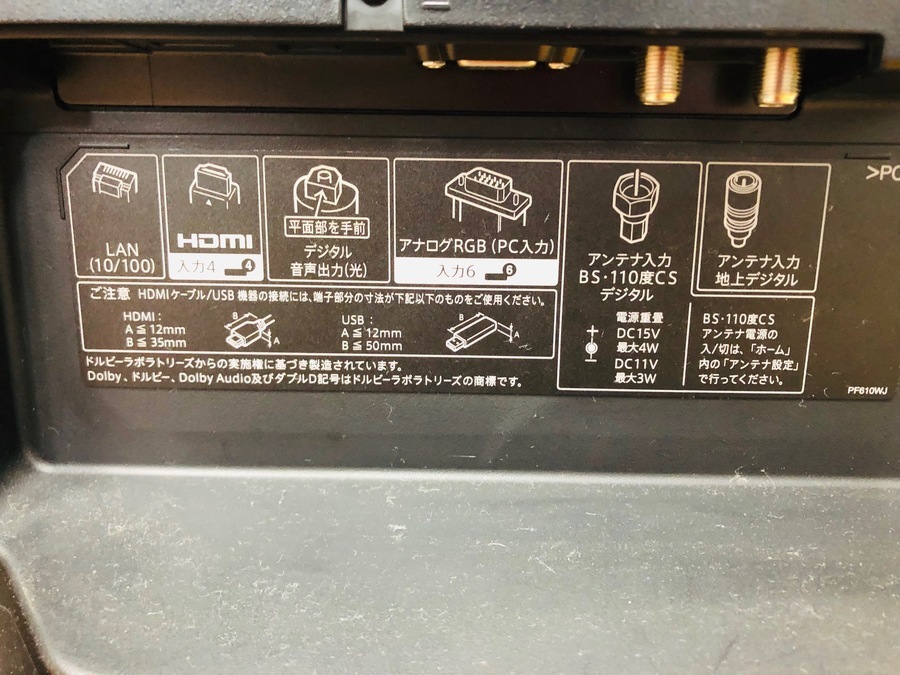 LAN
(10/100)
HDMI
入力4 4
平面部を手前
デジタル
音声出力(光)
アナログRGB (PC入力)
入力6 6
アンテナ入力
BS・110度CS
デジタル
アンテナ入力
地上デジタル
>PC
ご注意 HDMIケーブル/USB 機器の接続には、端子部分の寸法が下記以下のものをご使用ください。
HDMI:
A ≦ 12mm
B ≦ 35mm
B
A
USB:
A ≦ 12mm
B ≦ 50mm
B
A
電源重畳
+
DC15V
最大4W
DC11V
−
最大3W
BS・110度CS
アンテナ電源の
入/切は、「ホーム」
内の「アンテナ設定」
で行ってください。
ドルビーラボラトリーズからの実施権に基づき製造されています。
Dolby、ドルビー、Dolby Audio及びダブルD記号はドルビーラボラトリーズの商標です。
PF610WJ